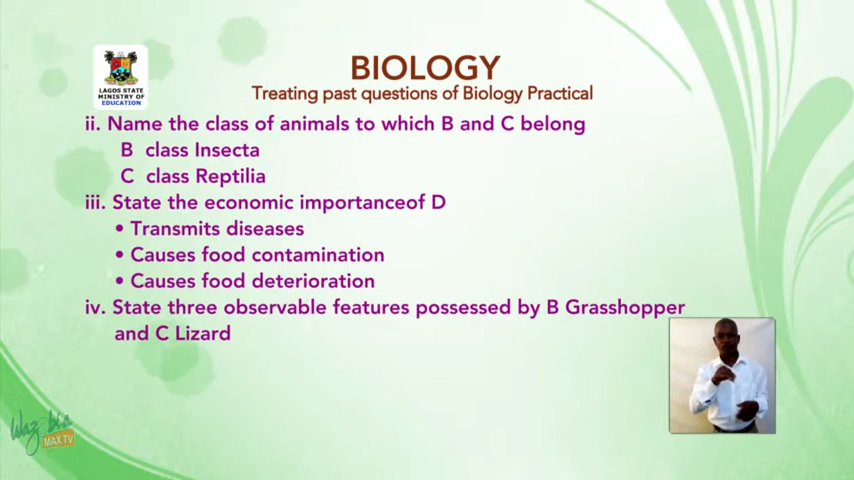 LAGOS STATE
MINISTRY OF
EDUCATION
BIOLOGY
Treating past questions of Biology Practical
ii. Name the class of animals to which B and C belong
B class Insecta
C class Reptilia
iii. State the economic importanceof D
• Transmits diseases
• Causes food contamination
• Causes food deterioration
iv. State three observable features possessed by B Grasshopper
and C Lizard
MAX TV